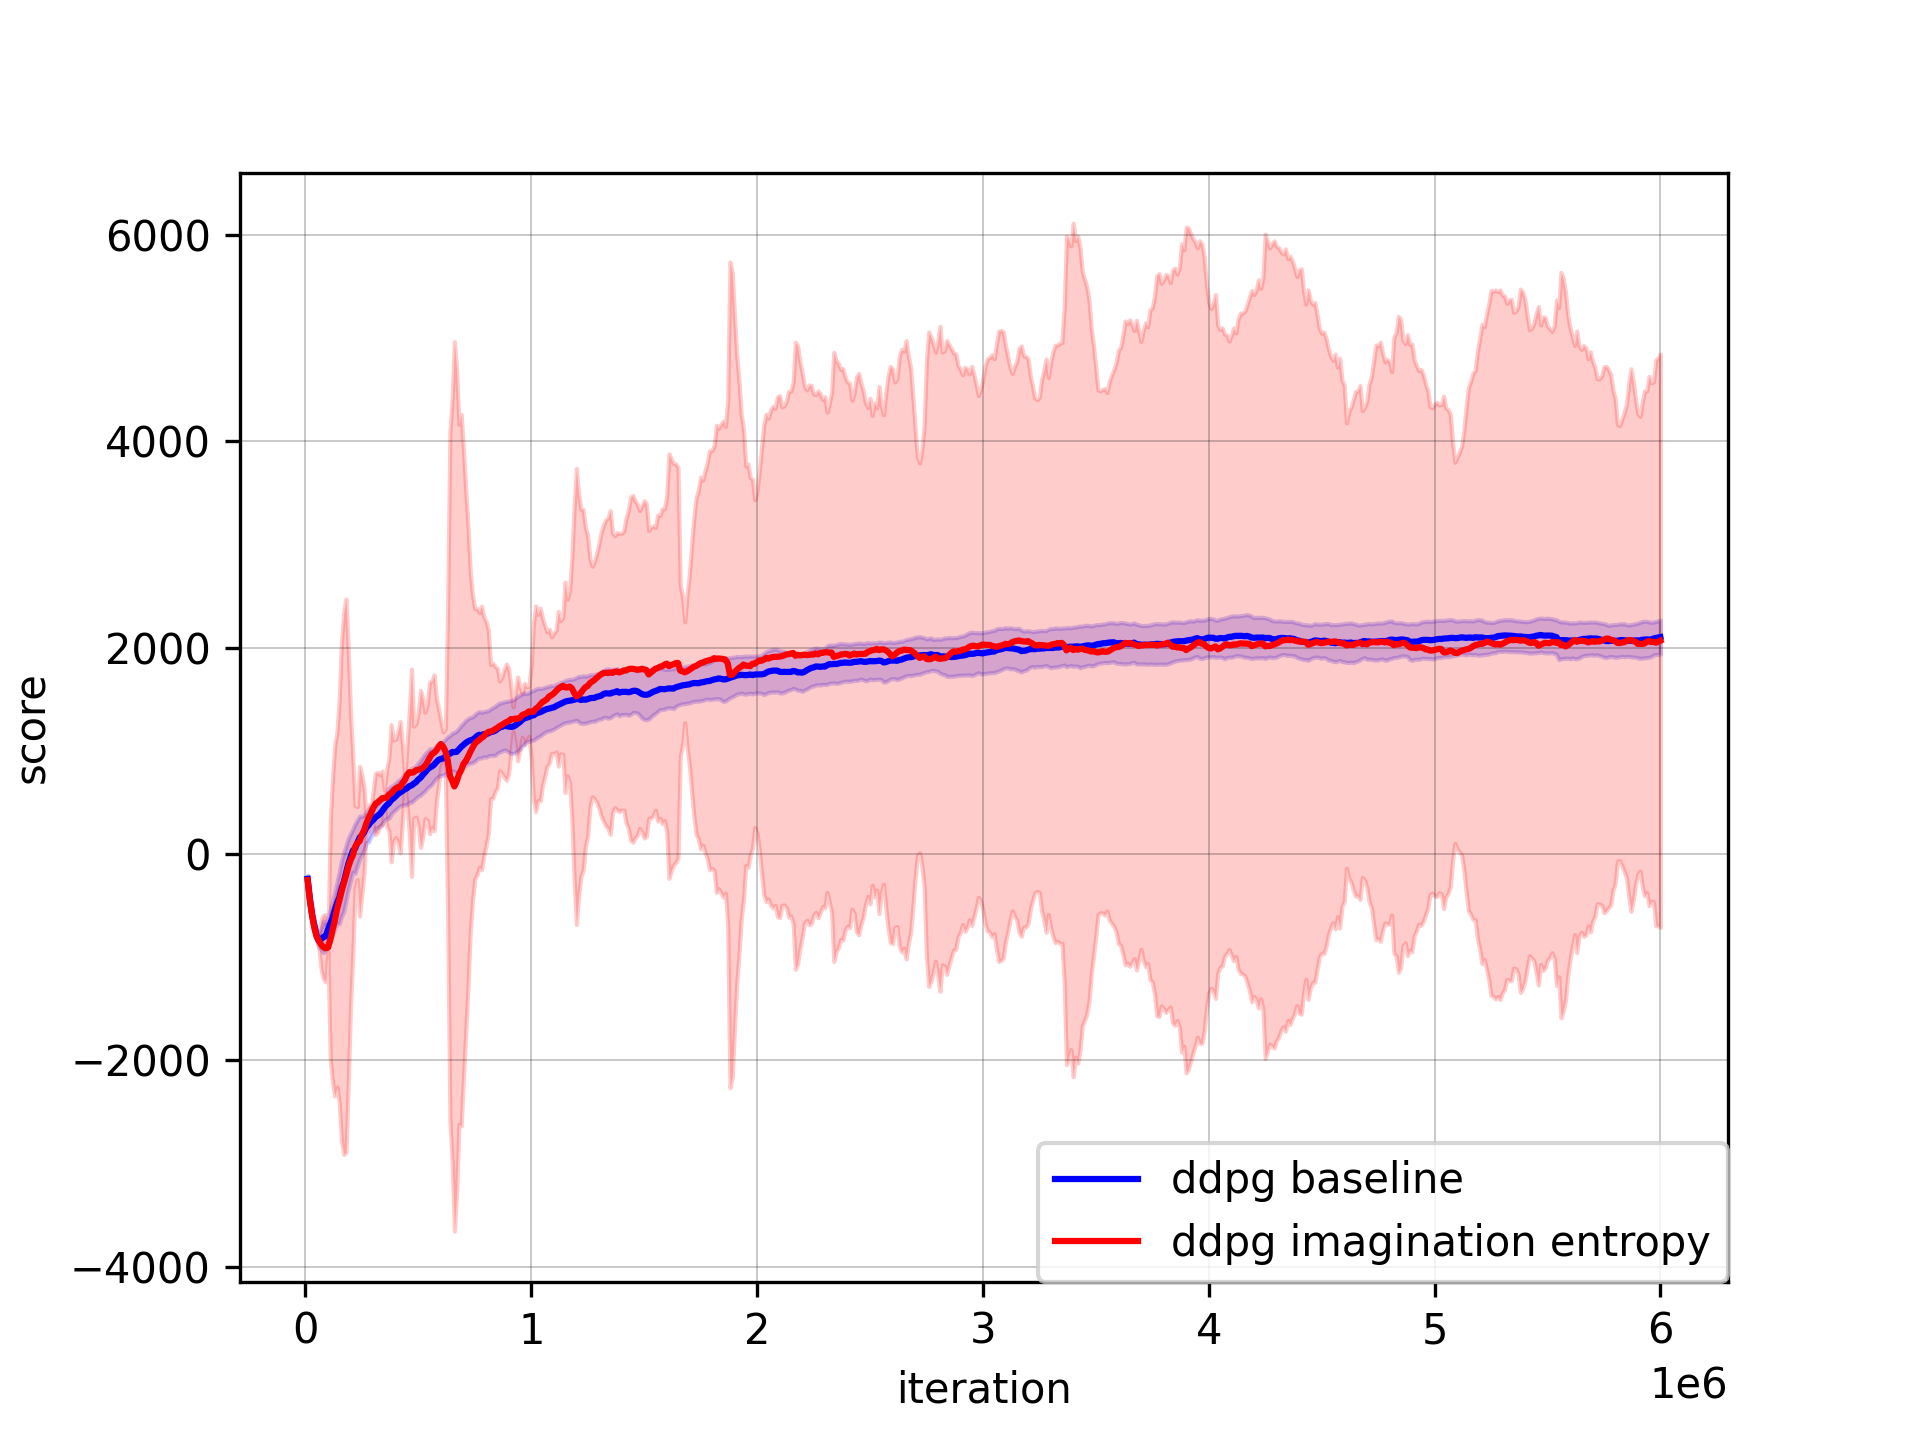 6000
4000
2000
0
−2000
−4000
score
0 1 2 3 4 5 6
1e6
iteration
ddpg baseline
ddpg imagination entropy